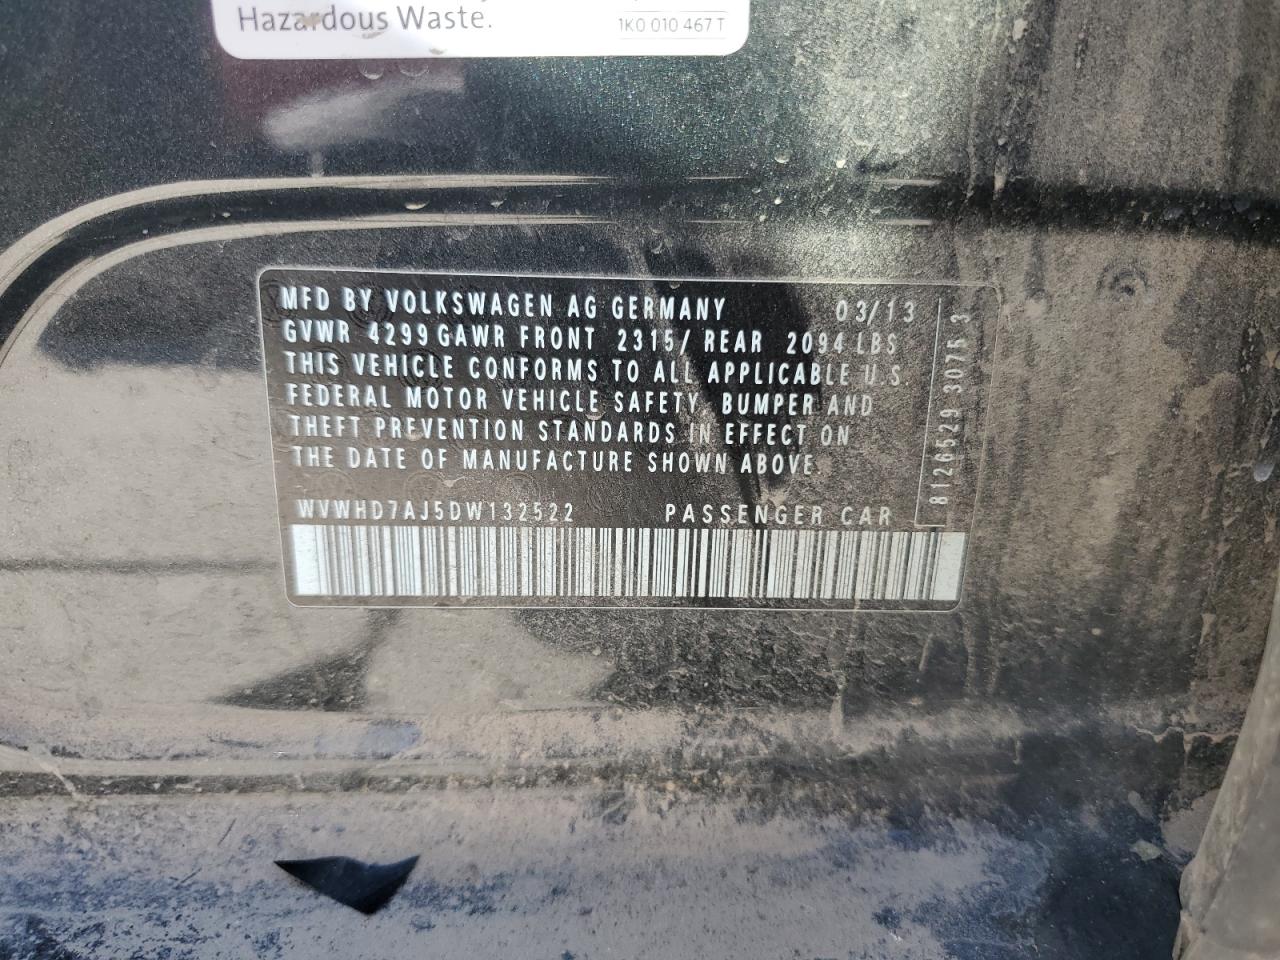 Hazardous Waste.
1K0 010 467 T
MFD BY VOLKSWAGEN AG GERMANY 03/13
GVWR 4299 GAWR FRONT 2315/ REAR 2094 LBS
THIS VEHICLE CONFORMS TO ALL APPLICABLE U.S.
FEDERAL MOTOR VEHICLE SAFETY, BUMPER AND
THEFT PREVENTION STANDARDS IN EFFECT ON
THE DATE OF MANUFACTURE SHOWN ABOVE.
WVWHD7AJ5DW132522 PASSENGER CAR
8126529 3076 3